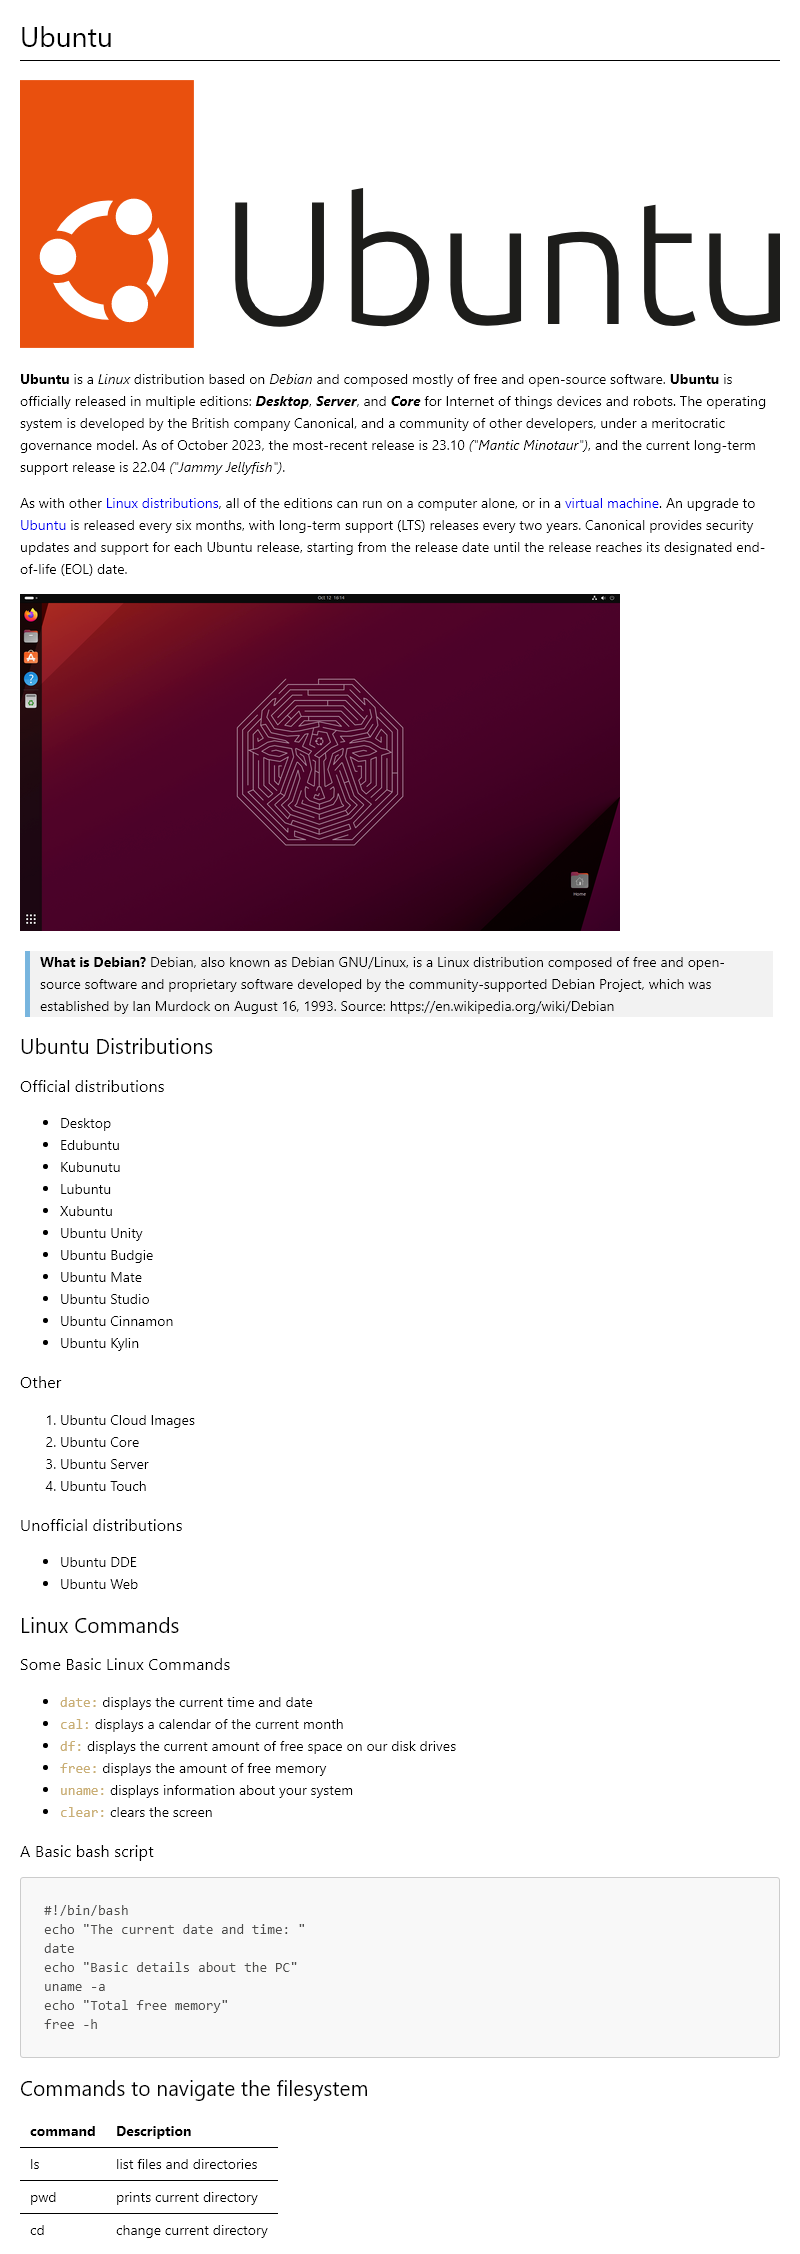 Ubuntu
Ubuntu
Ubuntu is a Linux distribution based on Debian and composed mostly of free and open-source software. Ubuntu is
officially released in multiple editions: Desktop, Server, and Core for Internet of things devices and robots. The operating
system is developed by the British company Canonical, and a community of other developers, under a meritocratic
governance model. As of October 2023, the most-recent release is 23.10 ("Mantic Minotaur"), and the current long-term
support release is 22.04 ("Jammy Jellyfish").
As with other Linux distributions, all of the editions can run on a computer alone, or in a virtual machine. An upgrade to
Ubuntu is released every six months, with long-term support (LTS) releases every two years. Canonical provides security
updates and support for each Ubuntu release, starting from the release date until the release reaches its designated end-
of-life (EOL) date.
Oct 12 16:14
Home
What is Debian? Debian, also known as Debian GNU/Linux, is a Linux distribution composed of free and open-
source software and proprietary software developed by the community-supported Debian Project, which was
established by Ian Murdock on August 16, 1993. Source: https://en.wikipedia.org/wiki/Debian
Ubuntu Distributions
Official distributions
• Desktop
• Edubuntu
• Kubunutu
• Lubuntu
• Xubuntu
• Ubuntu Unity
• Ubuntu Budgie
• Ubuntu Mate
• Ubuntu Studio
• Ubuntu Cinnamon
• Ubuntu Kylin
Other
1. Ubuntu Cloud Images
2. Ubuntu Core
3. Ubuntu Server
4. Ubuntu Touch
Unofficial distributions
• Ubuntu DDE
• Ubuntu Web
Linux Commands
Some Basic Linux Commands
• date: displays the current time and date
• cal: displays a calendar of the current month
• df: displays the current amount of free space on our disk drives
• free: displays the amount of free memory
• uname: displays information about your system
• clear: clears the screen
A Basic bash script
#!/bin/bash
echo "The current date and time: "
date
echo "Basic details about the PC"
uname -a
echo "Total free memory"
free -h
Commands to navigate the filesystem
command Description
ls list files and directories
pwd prints current directory
cd change current directory